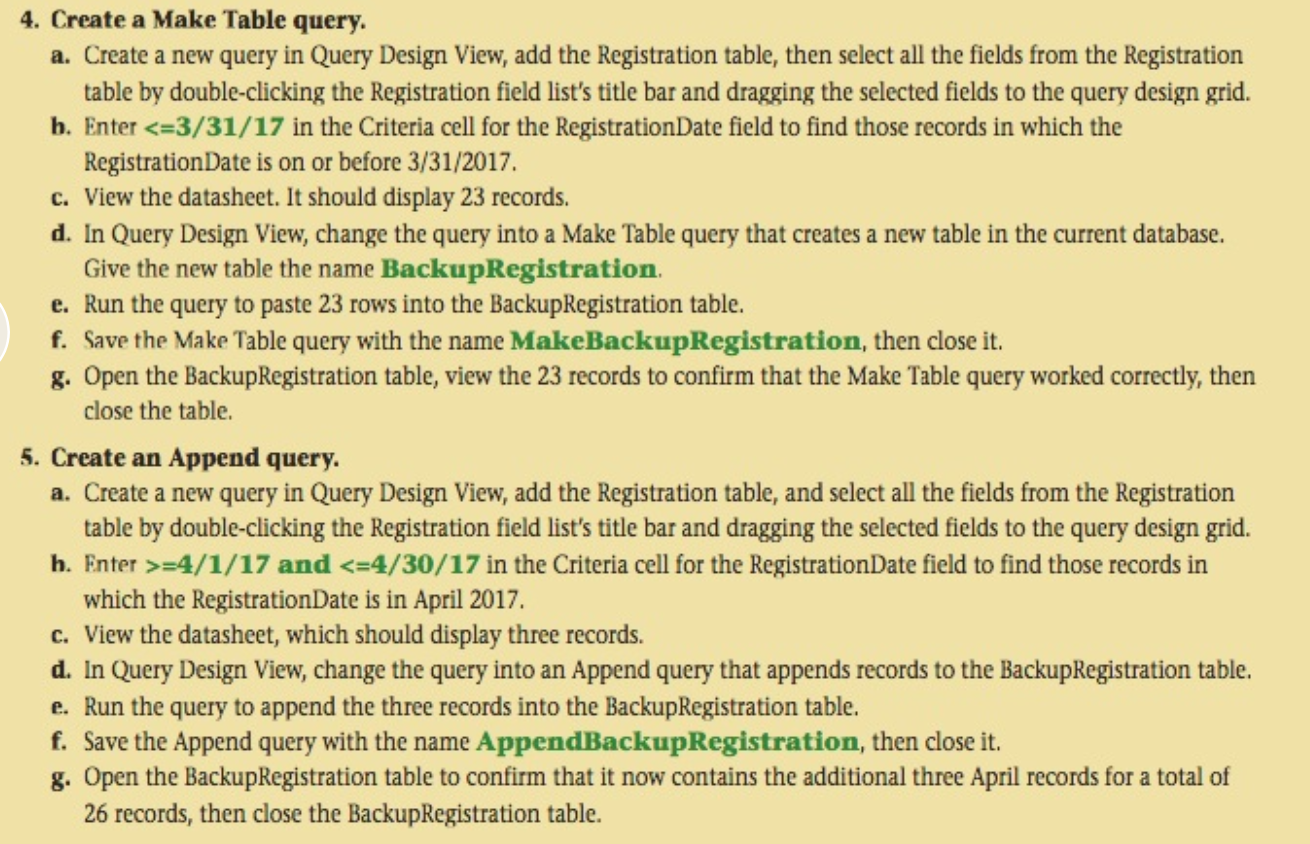 4. Create a Make Table query.
a. Create a new query in Query Design View, add the Registration table, then select all the fields from the Registration
table by double-clicking the Registration field list's title bar and dragging the selected fields to the query design grid.
b. Enter <=3/31/17 in the Criteria cell for the RegistrationDate field to find those records in which the
RegistrationDate is on or before 3/31/2017.
c. View the datasheet. It should display 23 records.
d. In Query Design View, change the query into a Make Table query that creates a new table in the current database.
Give the new table the name BackupRegistration.
e. Run the query to paste 23 rows into the BackupRegistration table.
f. Save the Make Table query with the name MakeBackupRegistration, then close it.
g. Open the BackupRegistration table, view the 23 records to confirm that the Make Table query worked correctly, then
close the table.
5. Create an Append query.
a. Create a new query in Query Design View, add the Registration table, and select all the fields from the Registration
table by double-clicking the Registration field list's title bar and dragging the selected fields to the query design grid.
b. Enter >=4/1/17 and <=4/30/17 in the Criteria cell for the RegistrationDate field to find those records in
which the RegistrationDate is in April 2017.
c. View the datasheet, which should display three records.
d. In Query Design View, change the query into an Append query that appends records to the BackupRegistration table.
e. Run the query to append the three records into the BackupRegistration table.
f. Save the Append query with the name AppendBackupRegistration, then close it.
g. Open the BackupRegistration table to confirm that it now contains the additional three April records for a total of
26 records, then close the BackupRegistration table.